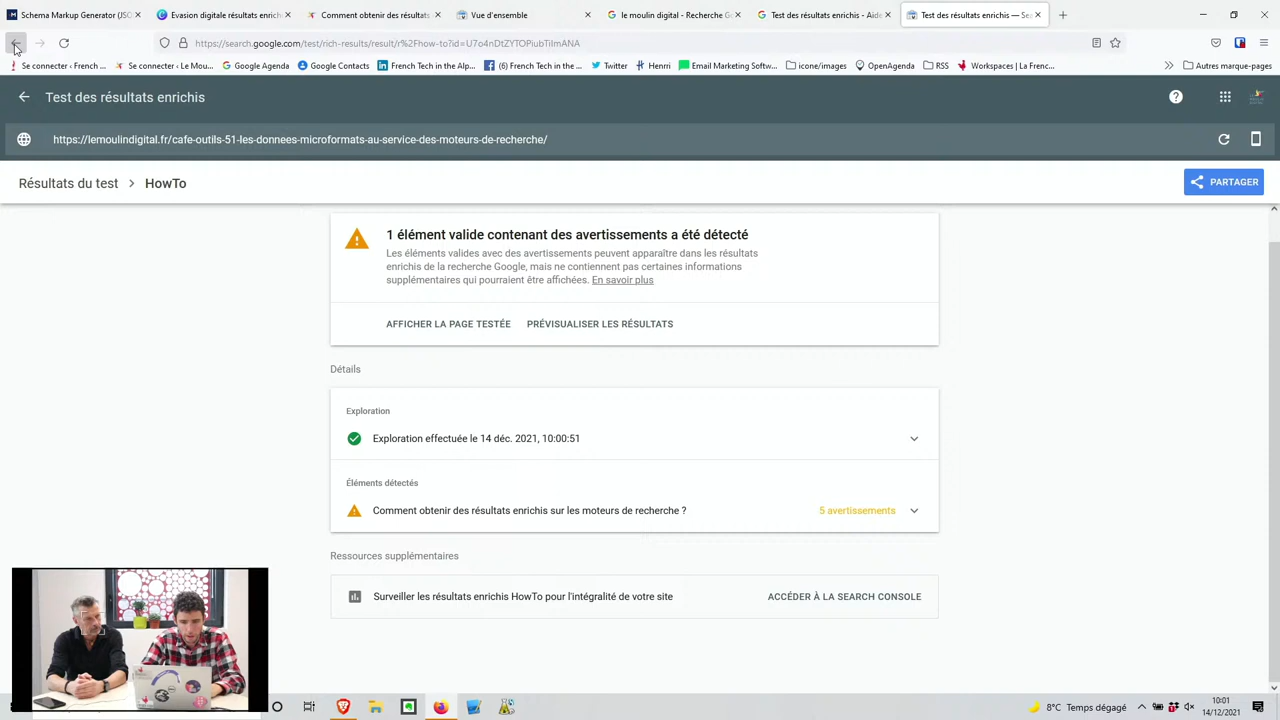 Schema Markup Generator (JSO
Evasion digitale résultats enrich
Comment obtenir des résultats
Vue d'ensemble
le moulin digital - Recherche G
Test des résultats enrichis - Aide
Test des résultats enrichis — Sea
https://search.google.com/test/rich-results/result/r%2Fhow-to?id=U7o4nDtZYTOPiubTiImANA
Se connecter ‹ French ...
Se connecter ‹ Le Mou...
Google Agenda
Google Contacts
French Tech in the Alp...
(6) French Tech in the ...
Twitter
Henrri
Email Marketing Softw...
icone/images
OpenAgenda
RSS
Workspaces | La Frenc...
Autres marque-pages
Test des résultats enrichis
https://lemoulindigital.fr/cafe-outils-51-les-donnees-microformats-au-service-des-moteurs-de-recherche/
Résultats du test > HowTo
PARTAGER
1 élément valide contenant des avertissements a été détecté
Les éléments valides avec des avertissements peuvent apparaître dans les résultats
enrichis de la recherche Google, mais ne contiennent pas certaines informations
supplémentaires qui pourraient être affichées. En savoir plus
AFFICHER LA PAGE TESTÉE PRÉVISUALISER LES RÉSULTATS
Détails
Exploration
Exploration effectuée le 14 déc. 2021, 10:00:51
Éléments détectés
Comment obtenir des résultats enrichis sur les moteurs de recherche ? 5 avertissements
Ressources supplémentaires
Surveiller les résultats enrichis HowTo pour l'intégralité de votre site ACCÉDER À LA SEARCH CONSOLE
8°C Temps dégagé
10:01
14/12/2021